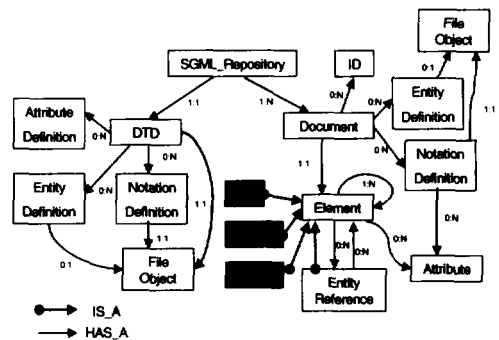 File
Object
SGML_Repository
ID
0:1
1:1
1:N
0:N
0:N
Entity
Definition
1:1
Attribute
Definition
0:N
DTD
Document
0:N
Notation
Definition
0:N
0:N
1:1
1:1
Entity
Definition
Notation
Definition
1:N
Element
0:N
0:1
1:1
0:N
0:N
0:N
File
Object
Entity
Reference
Attribute
IS_A
HAS_A